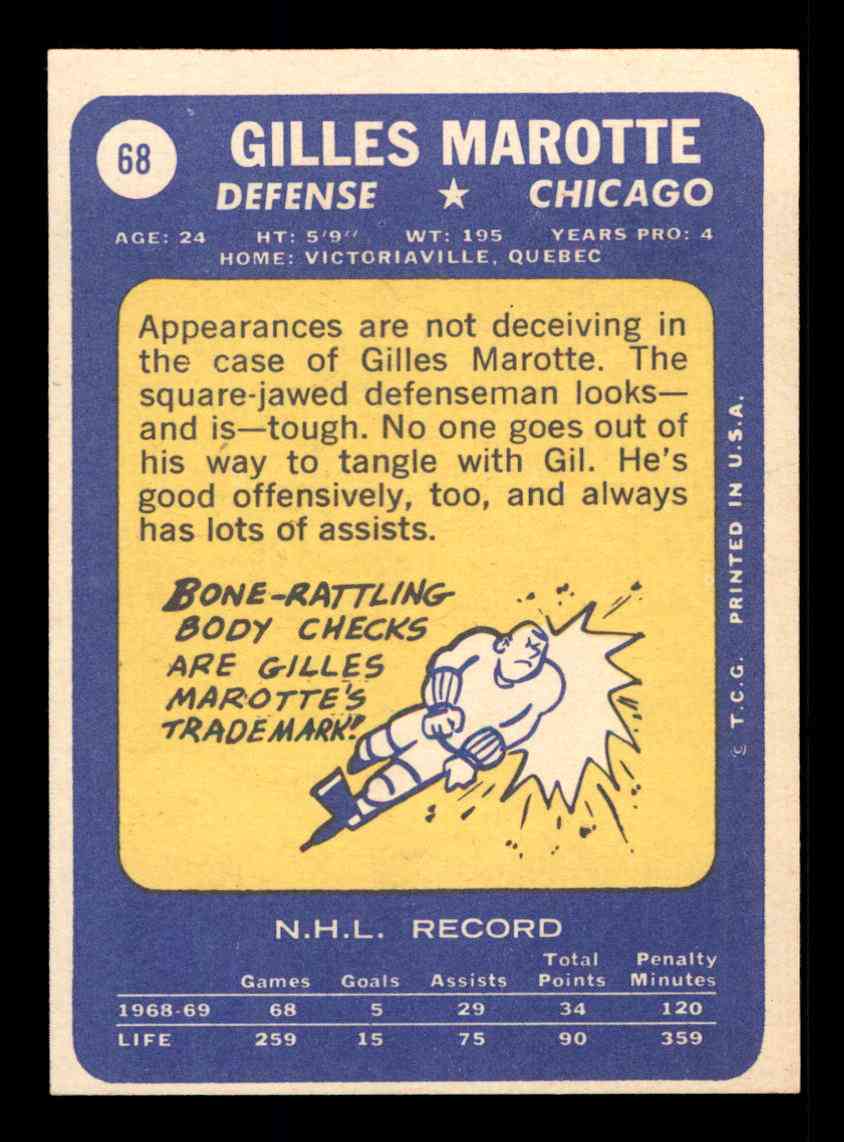 68
GILLES MAROTTE
DEFENSE ★ CHICAGO
AGE: 24 HT: 5'9" WT: 195 YEARS PRO: 4
HOME: VICTORIAVILLE, QUEBEC
Appearances are not deceiving in
the case of Gilles Marotte. The
square-jawed defenseman looks—
and is—tough. No one goes out of
his way to tangle with Gil. He's
good offensively, too, and always
has lots of assists.
BONE-RATTLING
BODY CHECKS
ARE GILLES
MAROTTE'S
TRADEMARK!!
© T.C.G. PRINTED IN U.S.A.
N.H.L. RECORD
Games Goals Assists Total Points Penalty Minutes
1968-69 68 5 29 34 120
LIFE 259 15 75 90 359